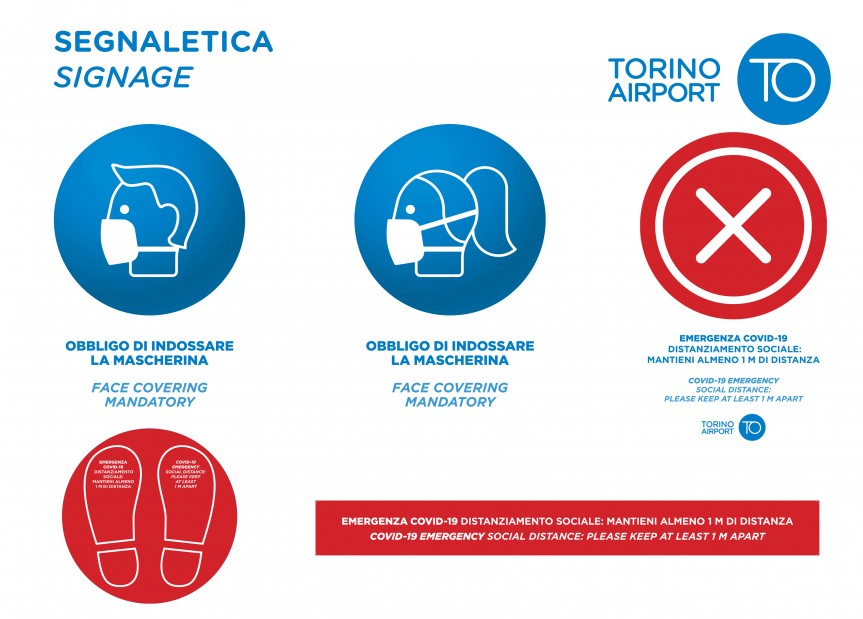 SEGNALETICA
SIGNAGE
TORINO
AIRPORT
TO
OBBLIGO DI INDOSSARE
LA MASCHERINA
FACE COVERING
MANDATORY
OBBLIGO DI INDOSSARE
LA MASCHERINA
FACE COVERING
MANDATORY
EMERGENZA COVID-19
DISTANZIAMENTO SOCIALE:
MANTIENI ALMENO 1 M DI DISTANZA
COVID-19 EMERGENCY
SOCIAL DISTANCE:
PLEASE KEEP AT LEAST 1 M APART
TORINO
AIRPORT
TO
EMERGENZA
COVID-19
DISTANZIAMENTO
SOCIALE:
MANTIENI ALMENO
1 M DI DISTANZA
COVID-19
EMERGENCY
SOCIAL DISTANCE:
PLEASE KEEP
AT LEAST
1 M APART
EMERGENZA COVID-19 DISTANZIAMENTO SOCIALE: MANTIENI ALMENO 1 M DI DISTANZA
COVID-19 EMERGENCY SOCIAL DISTANCE: PLEASE KEEP AT LEAST 1 M APART